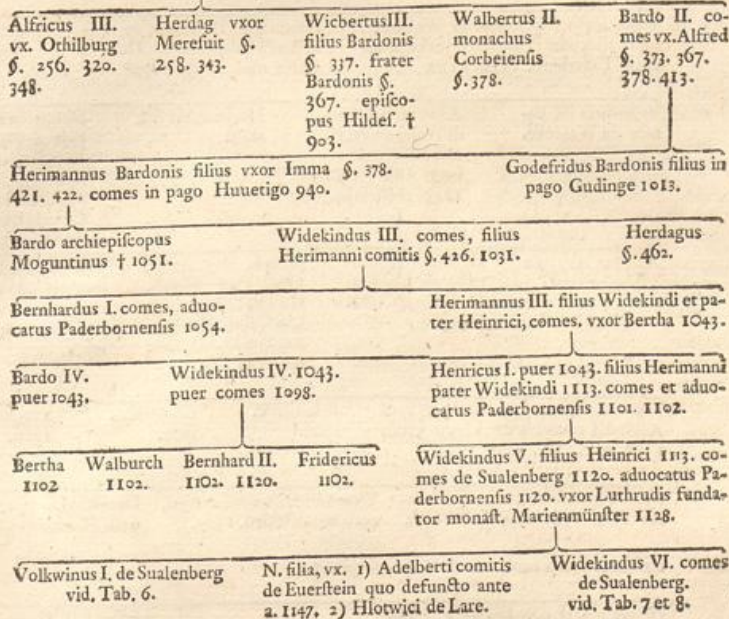 Alfricus III.
vx. Othilburg
§. 256. 320.
348.
Herdag vxor
Mereſuit §.
258. 343.
WicbertusIII.
filius Bardonis
§ 337. frater
Bardonis §.
367. epiſco-
pus Hildeſ. †
903.
Walbertus II.
monachus
Corbeienſis
§.378.
Bardo II. co-
mes vx.Alfred
§. 373. 367.
378.413.
Herimannus Bardonis filius vxor Imma §. 378.
421. 422. comes in pago Huuetigo 940.
Godefridus Bardonis filius in
pago Gudinge 1013.
Bardo archiepiſcopus
Moguntinus † 1051.
Widekindus III. comes, filius
Herimanni comitis §. 426. 1031.
Herdagus
§. 462.
Bernhardus I. comes, aduo-
catus Paderbornenſis 1054.
Herimannus III. filius Widekindi et pa-
ter Heinrici, comes. vxor Bertha 1043.
Bardo IV.
puer 1043.
Widekindus IV. 1043.
puer comes 1098.
Henricus I. puer 1043. filius Herimanni
pater Widekindi 1113. comes et aduo-
catus Paderbornenſis 1101. 1102.
Bertha
1102
Walburch
1102.
Bernhard II.
1102. 1120.
Fridericus
1102.
Widekindus V. filius Heinrici 1113. co-
mes de Sualenberg 1120. aduocatus Pa-
derbornenſis 1120. vxor Luthrudis funda-
tor monaſt. Marienmünſter 1128.
Volkwinus I. de Sualenberg
vid. Tab. 6.
N. filia, vx. 1) Adelberti comitis
de Euerſtein quo defuncto ante
a. 1147. 2) Hlotwici de Lare.
Widekindus VI. comes
de Sualenberg.
vid. Tab. 7 et 8.